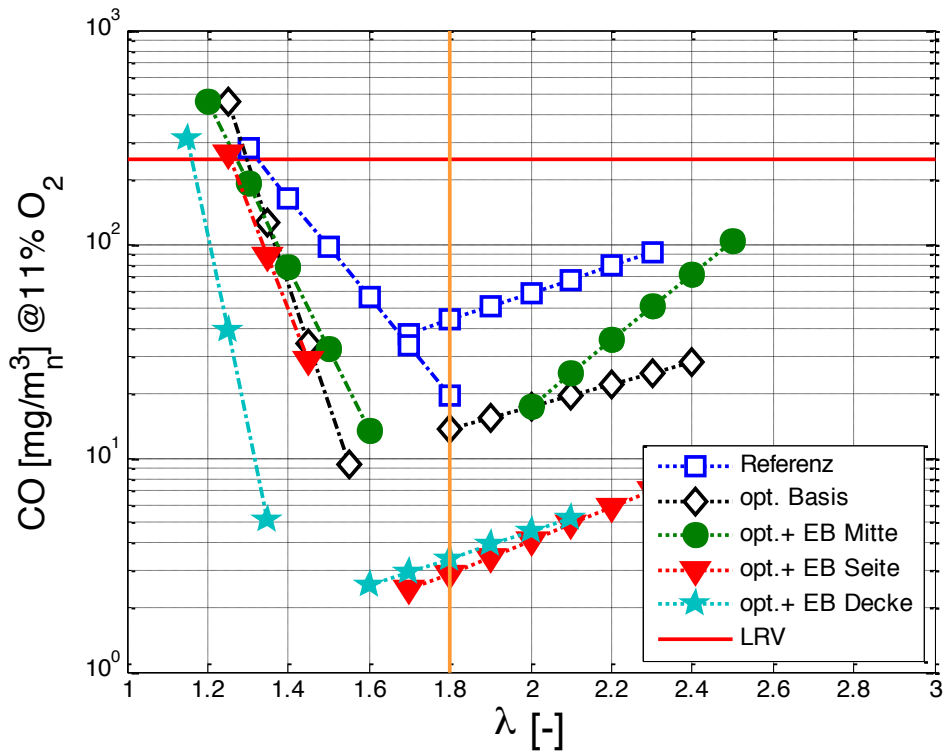 10³
10²
10¹
10⁰
CO [mg/m³ₙ] @11% O₂
1 1.2 1.4 1.6 1.8 2 2.2 2.4 2.6 2.8 3
λ [-]
Referenz
opt. Basis
opt.+ EB Mitte
opt.+ EB Seite
opt.+ EB Decke
LRV